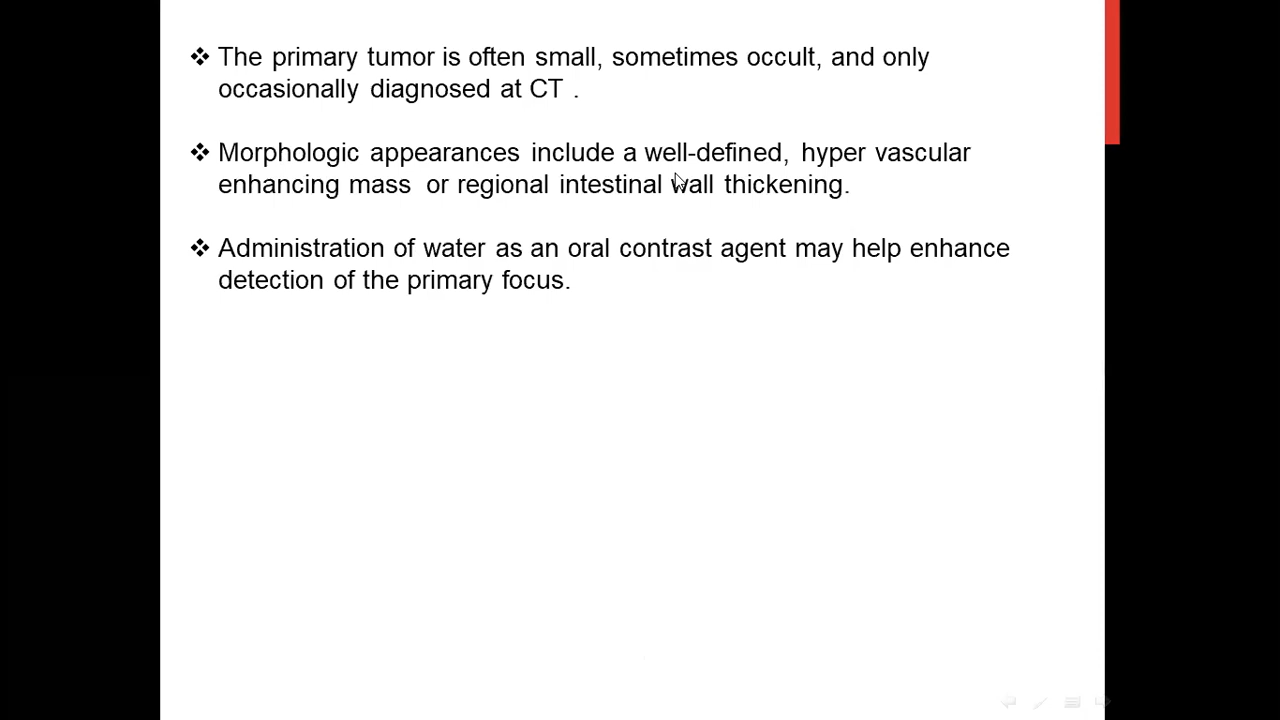 ❖ The primary tumor is often small, sometimes occult, and only
occasionally diagnosed at CT .
❖ Morphologic appearances include a well-defined, hyper vascular
enhancing mass  or regional intestinal wall thickening.
❖ Administration of water as an oral contrast agent may help enhance
detection of the primary focus.